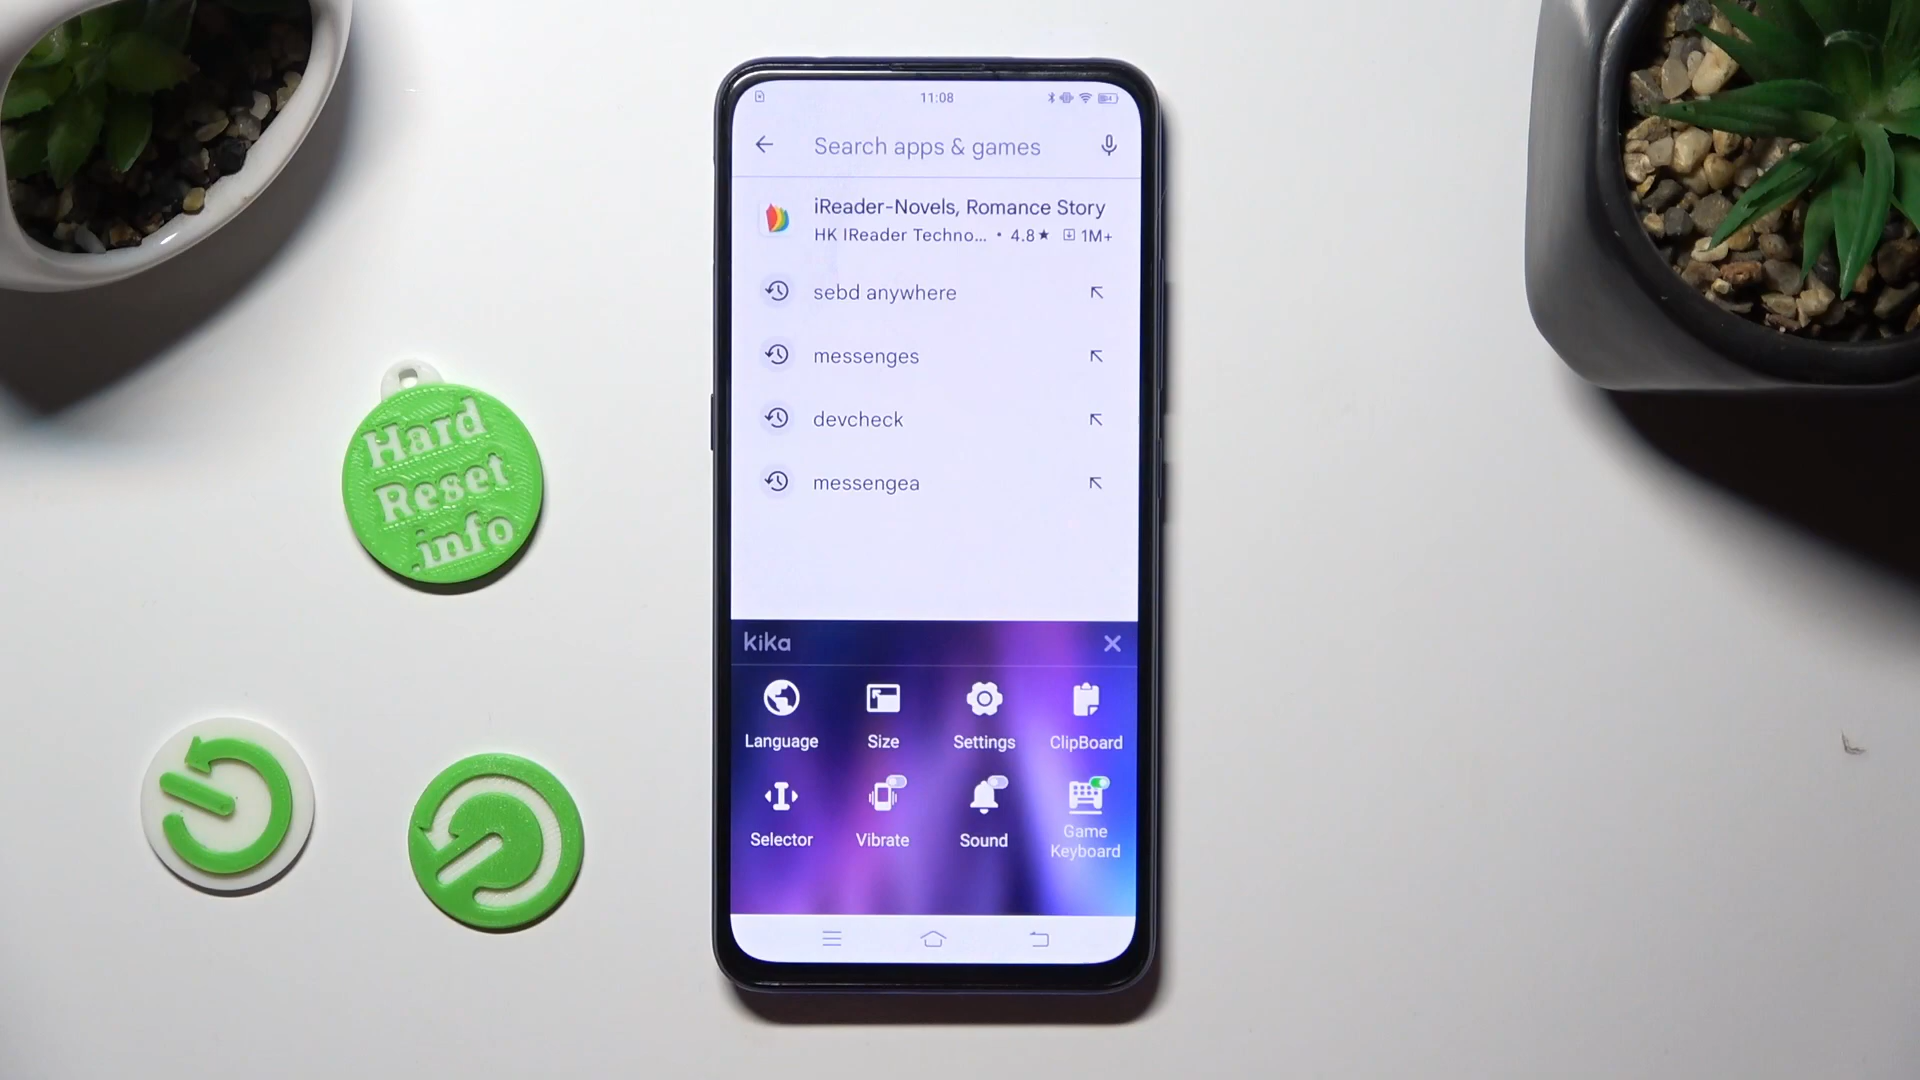 11:08
Search apps & games
iReader-Novels, Romance Story
HK IReader Techno... • 4.8★ 1M+
sebd anywhere
messenges
devcheck
messengea
kika
Language Size Settings ClipBoard
Selector Vibrate Sound Game Keyboard
Hard
Reset
.info